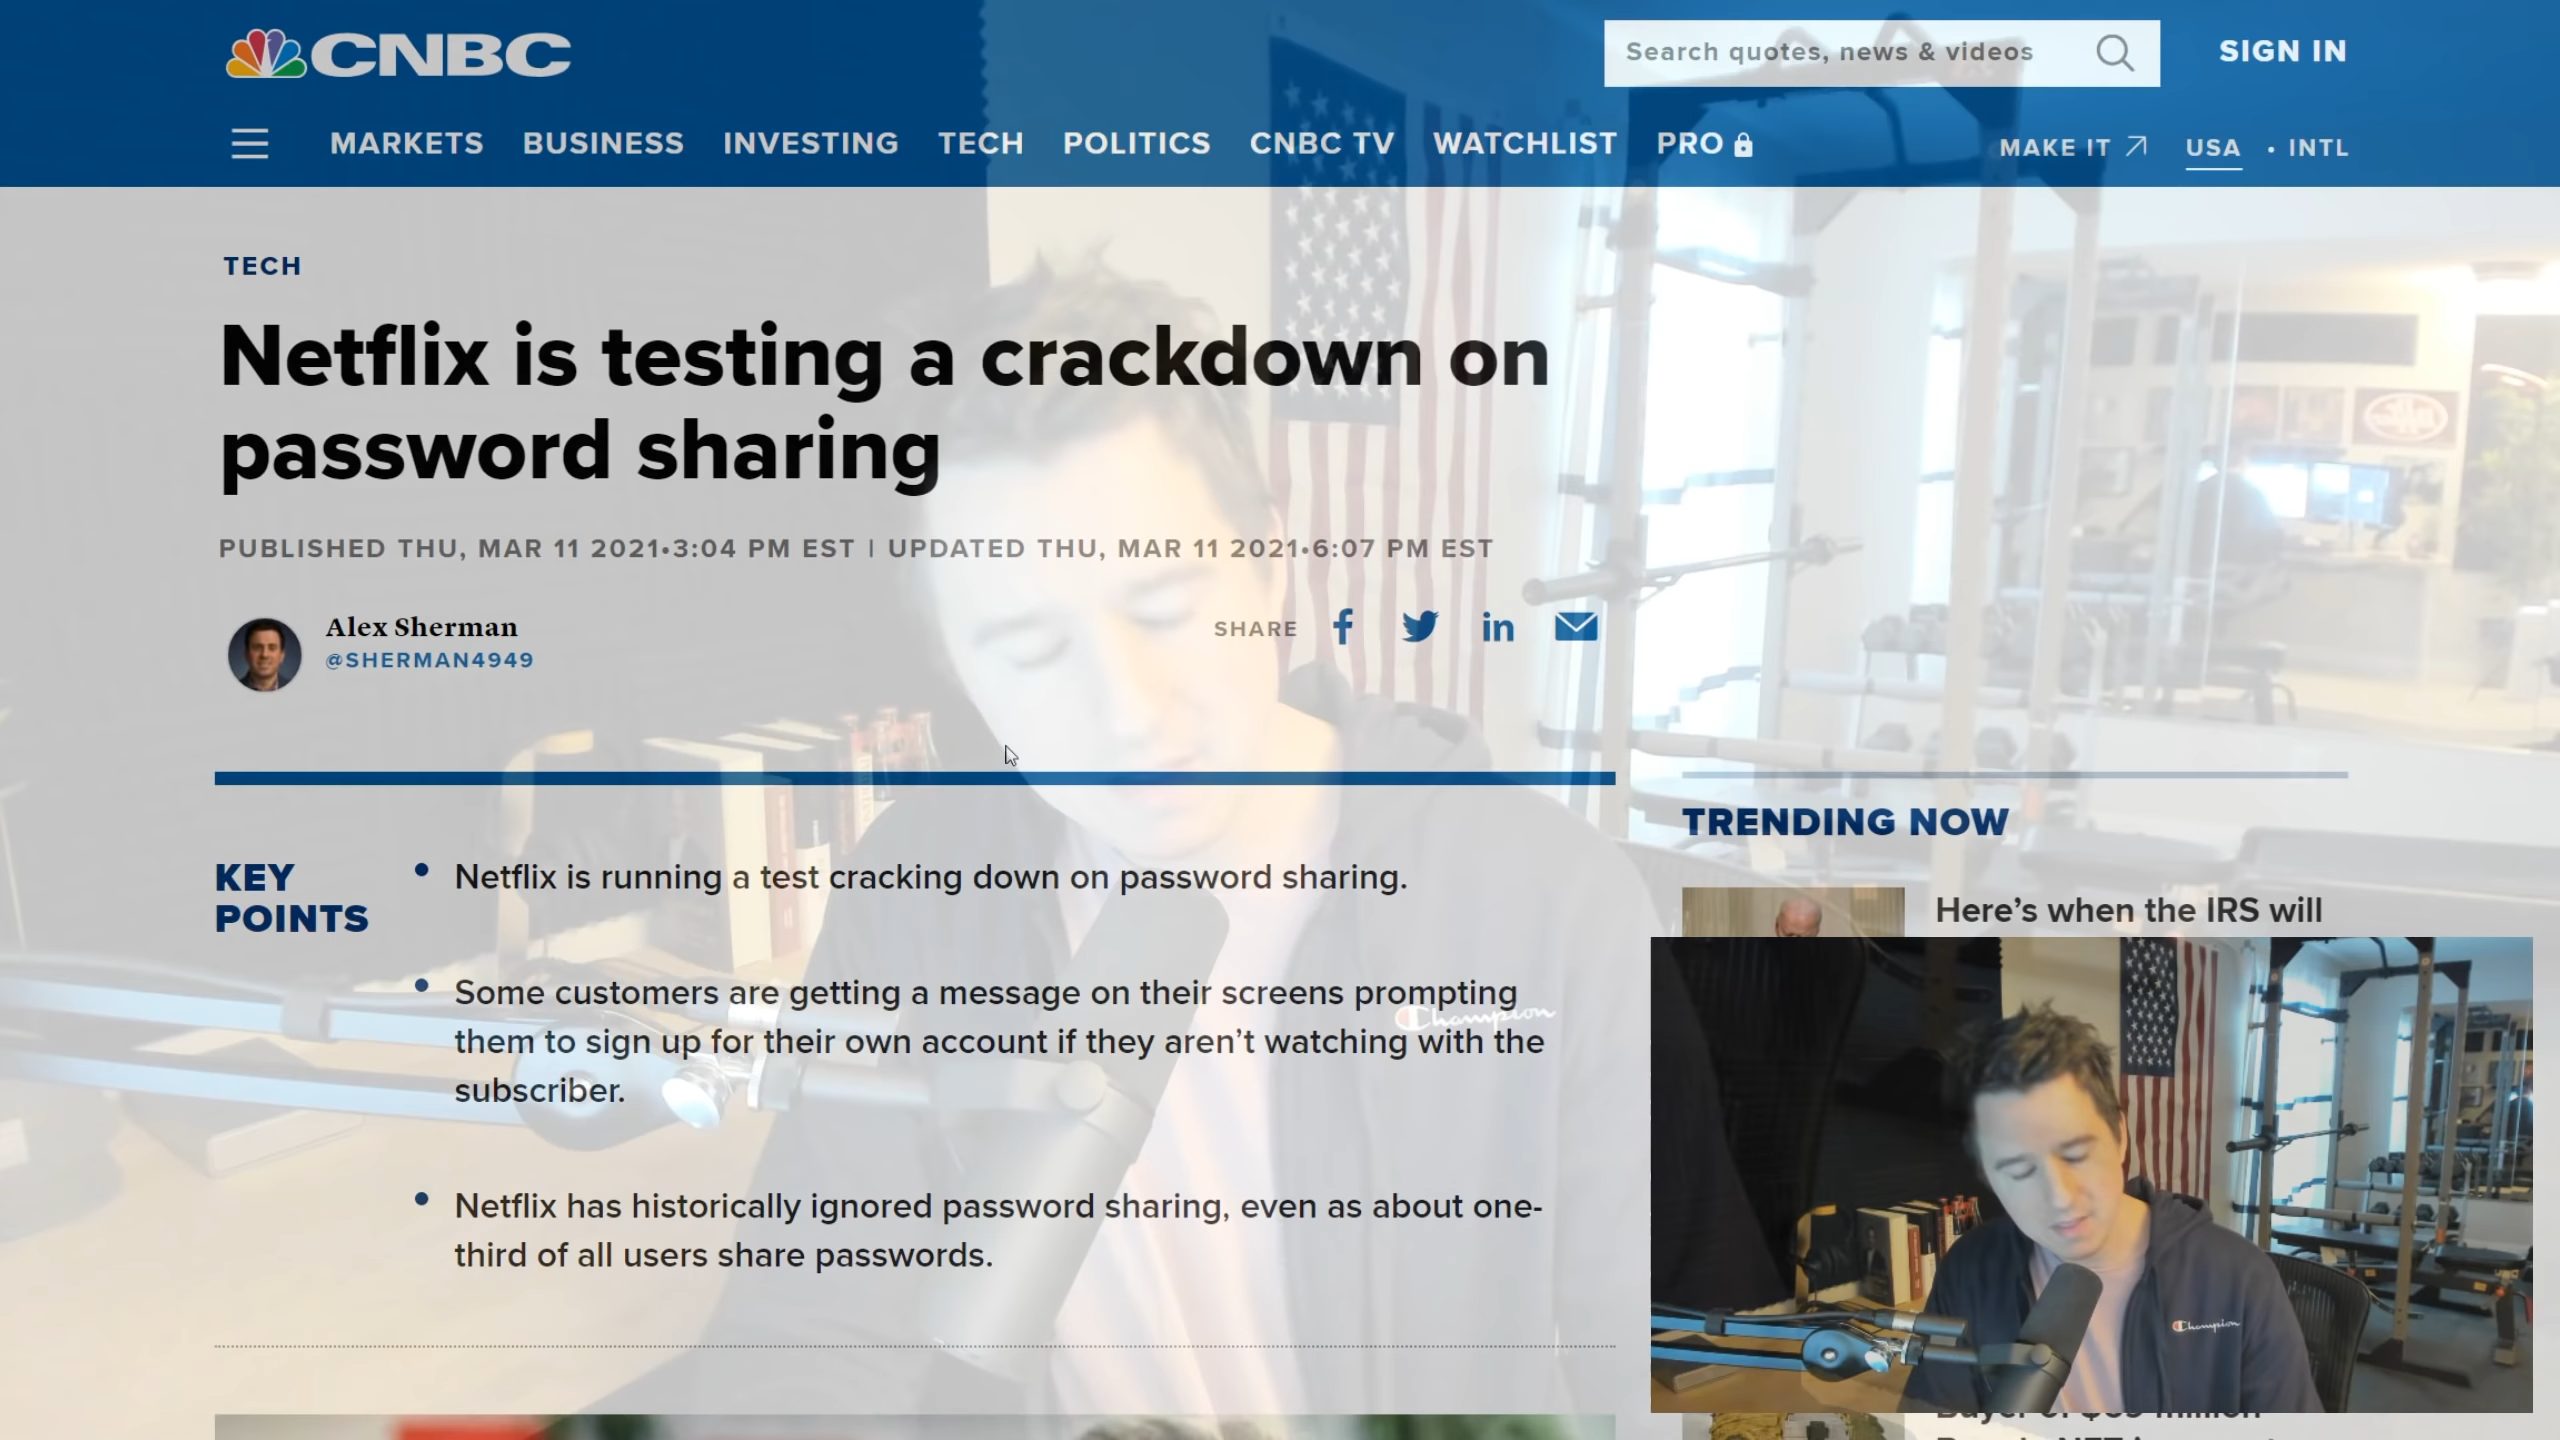 CNBC
Search quotes, news & videos
SIGN IN
MARKETS BUSINESS INVESTING TECH POLITICS CNBC TV WATCHLIST PRO
MAKE IT USA • INTL
TECH
Netflix is testing a crackdown on
password sharing
PUBLISHED THU, MAR 11 2021•3:04 PM EST | UPDATED THU, MAR 11 2021•6:07 PM EST
Alex Sherman
@SHERMAN4949
SHARE
KEY
POINTS
• Netflix is running a test cracking down on password sharing.
• Some customers are getting a message on their screens prompting
them to sign up for their own account if they aren’t watching with the
subscriber.
• Netflix has historically ignored password sharing, even as about one-
third of all users share passwords.
TRENDING NOW
Here’s when the IRS will
Champion
Champion